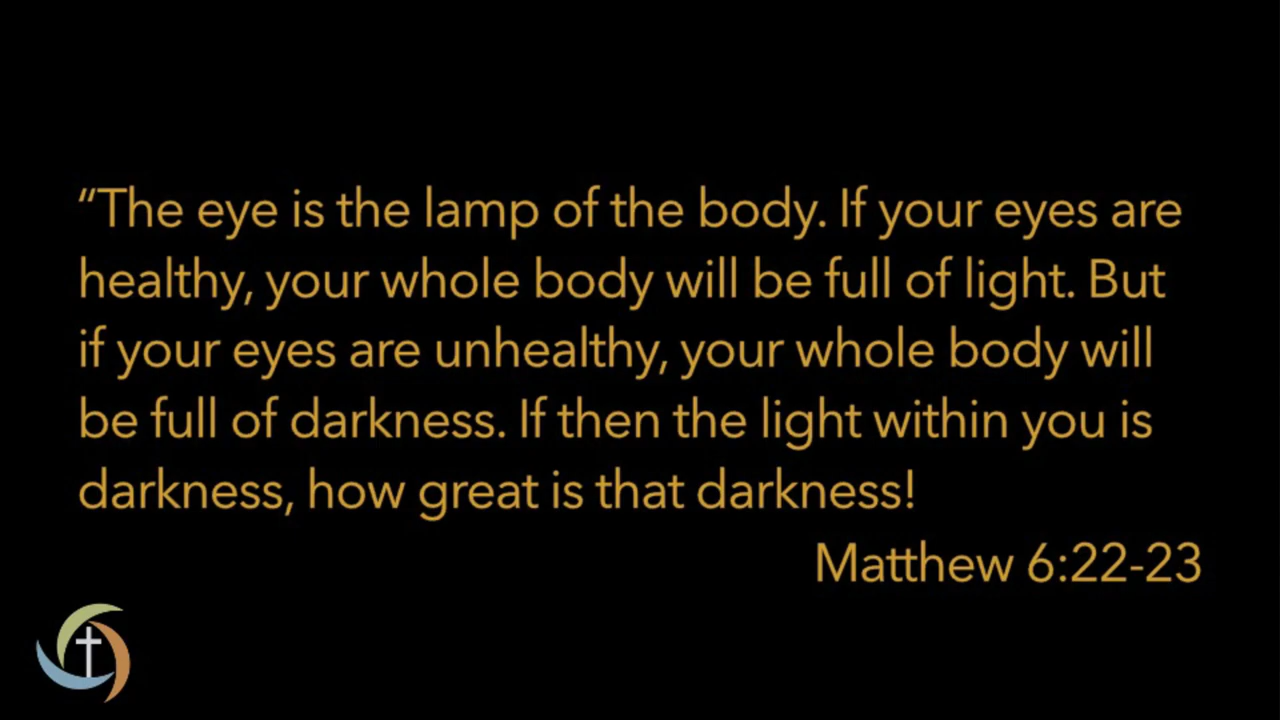 “The eye is the lamp of the body. If your eyes are
healthy, your whole body will be full of light. But
if your eyes are unhealthy, your whole body will
be full of darkness. If then the light within you is
darkness, how great is that darkness!
Matthew 6:22-23